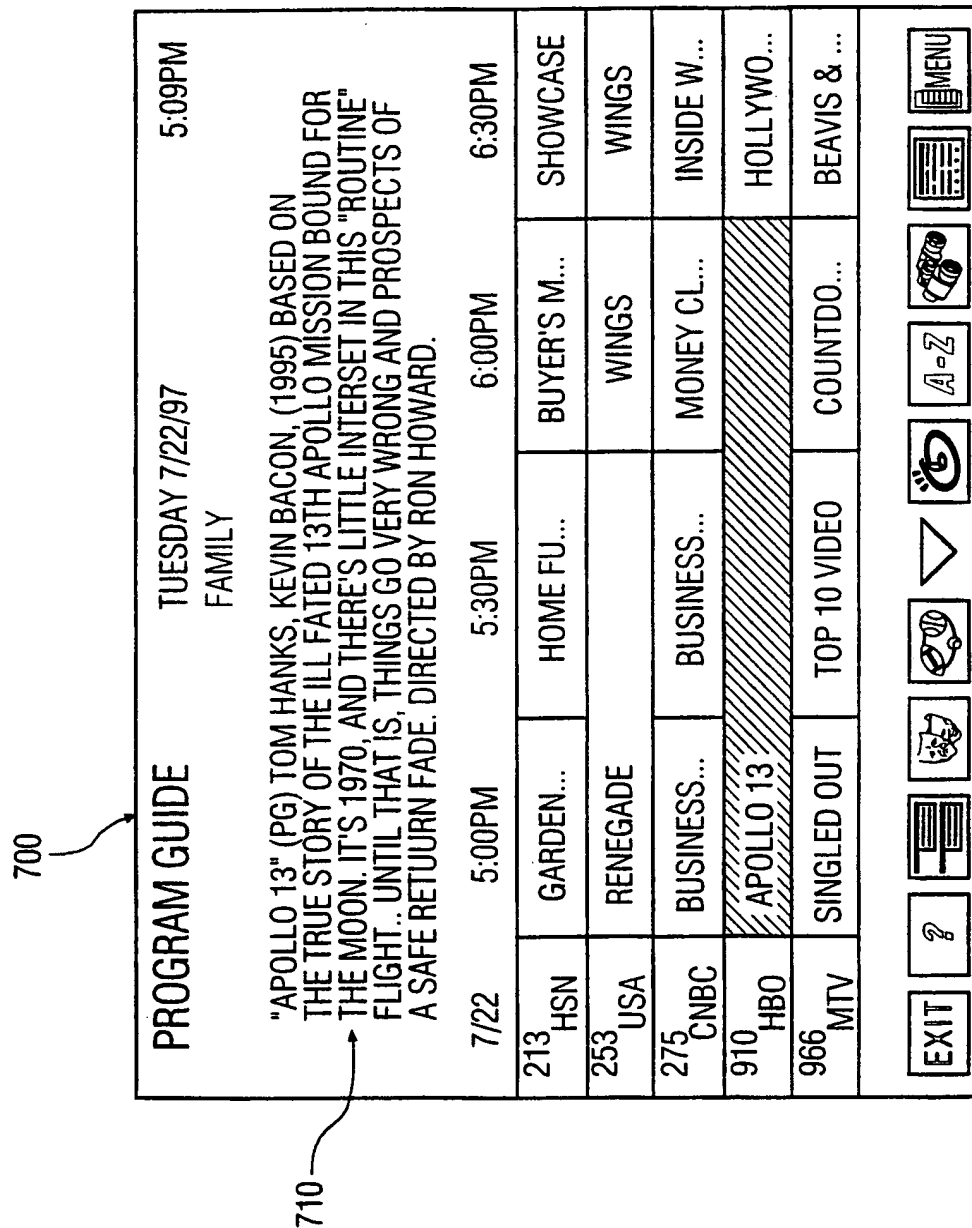 700
PROGRAM GUIDE TUESDAY 7/22/97 5:09PM
FAMILY
710
"APOLLO 13" (PG) TOM HANKS, KEVIN BACON, (1995) BASED ON
THE TRUE STORY OF THE ILL FATED 13TH APOLLO MISSION BOUND FOR
THE MOON. IT'S 1970, AND THERE'S LITTLE INTERSET IN THIS "ROUTINE"
FLIGHT.. UNTIL THAT IS, THINGS GO VERY WRONG AND PROSPECTS OF
A SAFE RETUURN FADE. DIRECTED BY RON HOWARD.
7/22 5:00PM 5:30PM 6:00PM 6:30PM
213 HSN GARDEN... HOME FU... BUYER'S M... SHOWCASE
253 USA RENEGADE WINGS WINGS
275 CNBC BUSINESS... BUSINESS... MONEY CL... INSIDE W...
910 HBO APOLLO 13 HOLLYWO...
966 MTV SINGLED OUT TOP 10 VIDEO COUNTDO... BEAVIS & ...
EXIT ? A-Z MENU